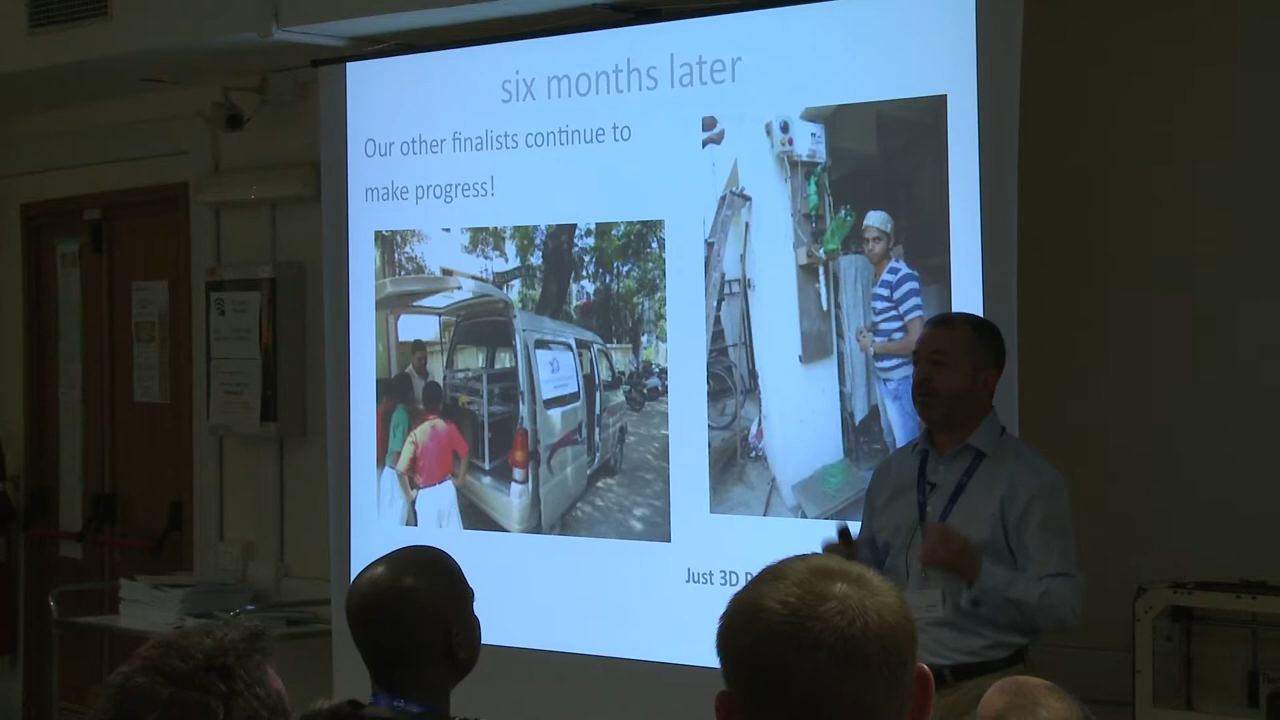 six months later
Our other finalists continue to
make progress!
Just 3D